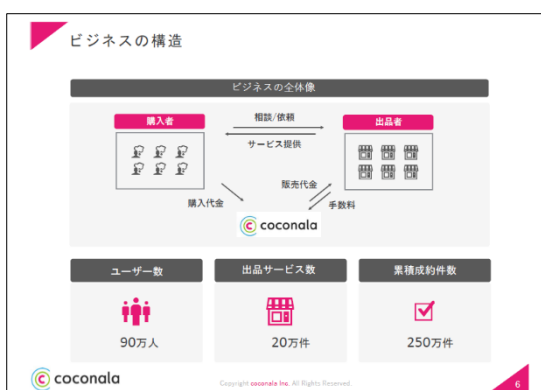 ビジネスの構造
ビジネスの全体像
購入者
相談/依頼
出品者
サービス提供
販売代金
購入代金
手数料
coconala
ユーザー数
出品サービス数
累積成約件数
90万人
20万件
250万件
coconala
Copyright coconala Inc. All Rights Reserved.
6